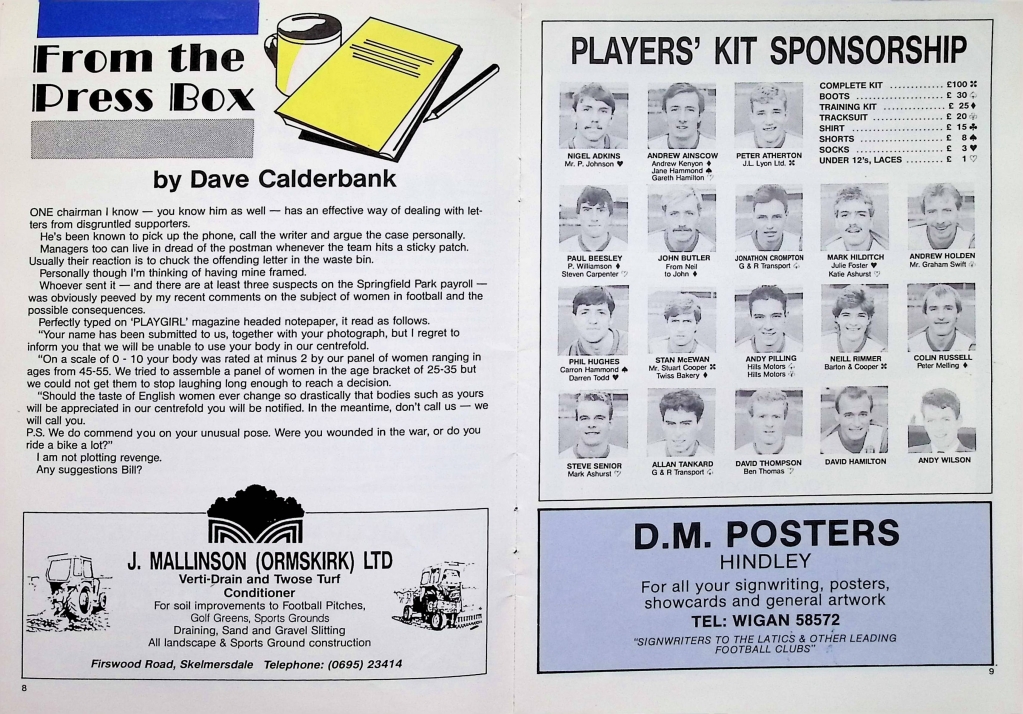 From the
Press Box
by Dave Calderbank
ONE chairman I know — you know him as well — has an effective way of dealing with let-
ters from disgruntled supporters.
He's been known to pick up the phone, call the writer and argue the case personally.
Managers too can live in dread of the postman whenever the team hits a sticky patch.
Usually their reaction is to chuck the offending letter in the waste bin.
Personally though I'm thinking of having mine framed.
Whoever sent it — and there are at least three suspects on the Springfield Park payroll —
was obviously peeved by my recent comments on the subject of women in football and the
possible consequences.
Perfectly typed on 'PLAYGIRL' magazine headed notepaper, it read as follows.
"Your name has been submitted to us, together with your photograph, but I regret to
inform you that we will be unable to use your body in our centrefold.
"On a scale of 0 - 10 your body was rated at minus 2 by our panel of women ranging in
ages from 45-55. We tried to assemble a panel of women in the age bracket of 25-35 but
we could not get them to stop laughing long enough to reach a decision.
"Should the taste of English women ever change so drastically that bodies such as yours
will be appreciated in our centrefold you will be notified. In the meantime, don't call us — we
will call you.
P.S. We do commend you on your unusual pose. Were you wounded in the war, or do you
ride a bike a lot?"
I am not plotting revenge.
Any suggestions Bill?
J. MALLINSON (ORMSKIRK) LTD
Verti-Drain and Twose Turf
Conditioner
For soil improvements to Football Pitches,
Golf Greens, Sports Grounds
Draining, Sand and Gravel Slitting
All landscape & Sports Ground construction
Firswood Road, Skelmersdale Telephone: (0695) 23414
8
PLAYERS' KIT SPONSORSHIP
COMPLETE KIT ............. £100 ⌘
BOOTS ...................... £ 30 ♧
TRAINING KIT ............... £ 25 ♦
TRACKSUIT .................. £ 20 ♧
SHIRT ...................... £ 15 ♣
SHORTS ..................... £ 8 ♠
SOCKS ...................... £ 3 ♥
UNDER 12's, LACES ....... £ 1 ♡
NIGEL ADKINS
Mr. P. Johnson ♥
ANDREW AINSCOW
Andrew Kenyon ♦
Jane Hammond ♠
Gareth Hamilton ♡
PETER ATHERTON
J.L. Lyon Ltd. ⌘
PAUL BEESLEY
P. Williamson ♦
Steven Carpenter ♡
JOHN BUTLER
From Neil
to John ♦
JONATHON CROMPTON
G & R Transport ♧
MARK HILDITCH
Julie Foster ♥
Katie Ashurst ♡
ANDREW HOLDEN
Mr. Graham Swift ♧
PHIL HUGHES
Carron Hammond ♠
Darren Todd ♥
STAN McEWAN
Mr. Stuart Cooper ⌘
Twiss Bakery ♦
ANDY PILLING
Hills Motors ♧
Hills Motors ♧
NEILL RIMMER
Barton & Cooper ⌘
COLIN RUSSELL
Peter Melling ♦
STEVE SENIOR
Mark Ashurst ♡
ALLAN TANKARD
G & R Transport ♧
DAVID THOMPSON
Ben Thomas ♡
DAVID HAMILTON
ANDY WILSON
D.M. POSTERS
HINDLEY
For all your signwriting, posters,
showcards and general artwork
TEL: WIGAN 58572
"SIGNWRITERS TO THE LATICS & OTHER LEADING
FOOTBALL CLUBS"
9